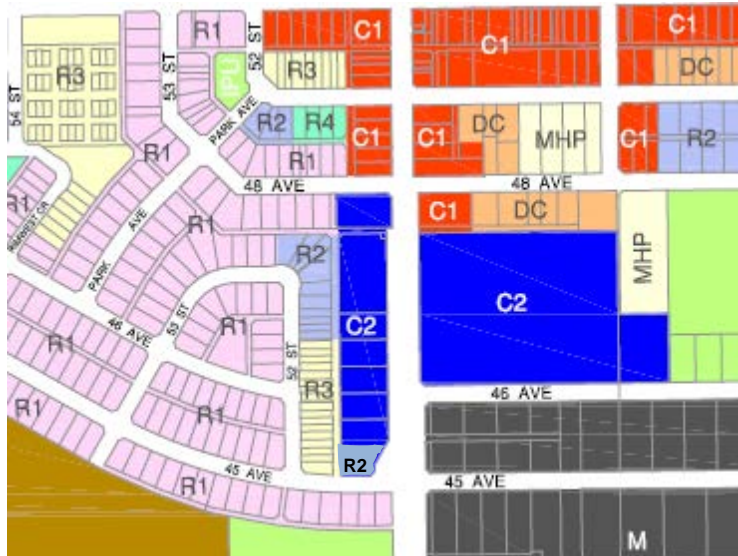 R1
53 ST
52 ST
C1
C1
C1
R3
54 ST
R3
PU
DC
PARK AVE
R2
R4
C1
C1
DC
MHP
C1
R2
R1
R1
48 AVE
48 AVE
R1
C1
DC
R1
PARK AVE
R2
MHP
C2
46 AVE
53 ST
R1
C2
R1
52 ST
R3
46 AVE
R1
R1
R2
45 AVE
R1
45 AVE
M